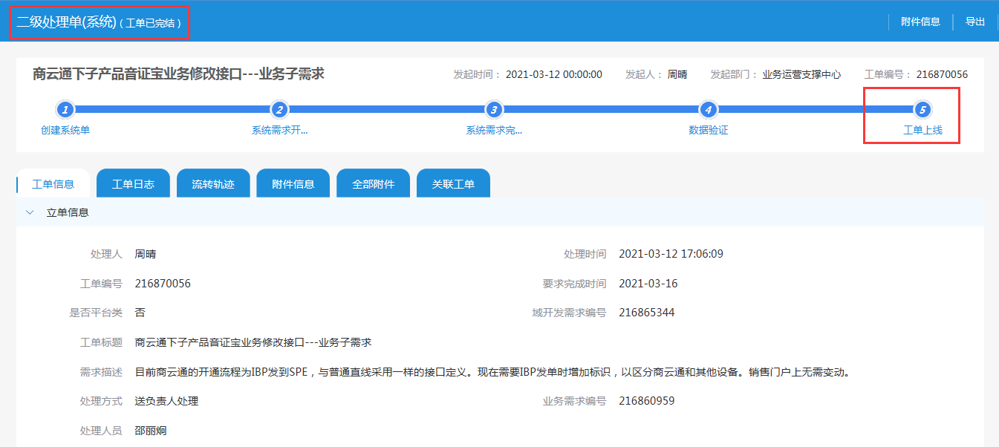 二级处理单(系统) ( 工单已完结 )
附件信息
导出
商云通下子产品音证宝业务修改接口---业务子需求
发起时间： 2021-03-12 00:00:00 发起人： 周晴 发起部门： 业务运营支撑中心 工单编号： 216870056
1 2 3 4 5
创建系统单 系统需求开... 系统需求完... 数据验证 工单上线
工单信息 工单日志 流转轨迹 附件信息 全部附件 关联工单
立单信息
处理人 周晴 处理时间 2021-03-12 17:06:09
工单编号 216870056 要求完成时间 2021-03-16
是否平台类 否 域开发需求编号 216865344
工单标题 商云通下子产品音证宝业务修改接口---业务子需求
需求描述 目前商云通的开通流程为IBP发到SPE，与普通直线采用一样的接口定义。现在需要IBP发单时增加标识，以区分商云通和其他设备。销售门户上无需变动。
处理方式 送负责人处理 业务需求编号 216860959
处理人员 邵丽炯